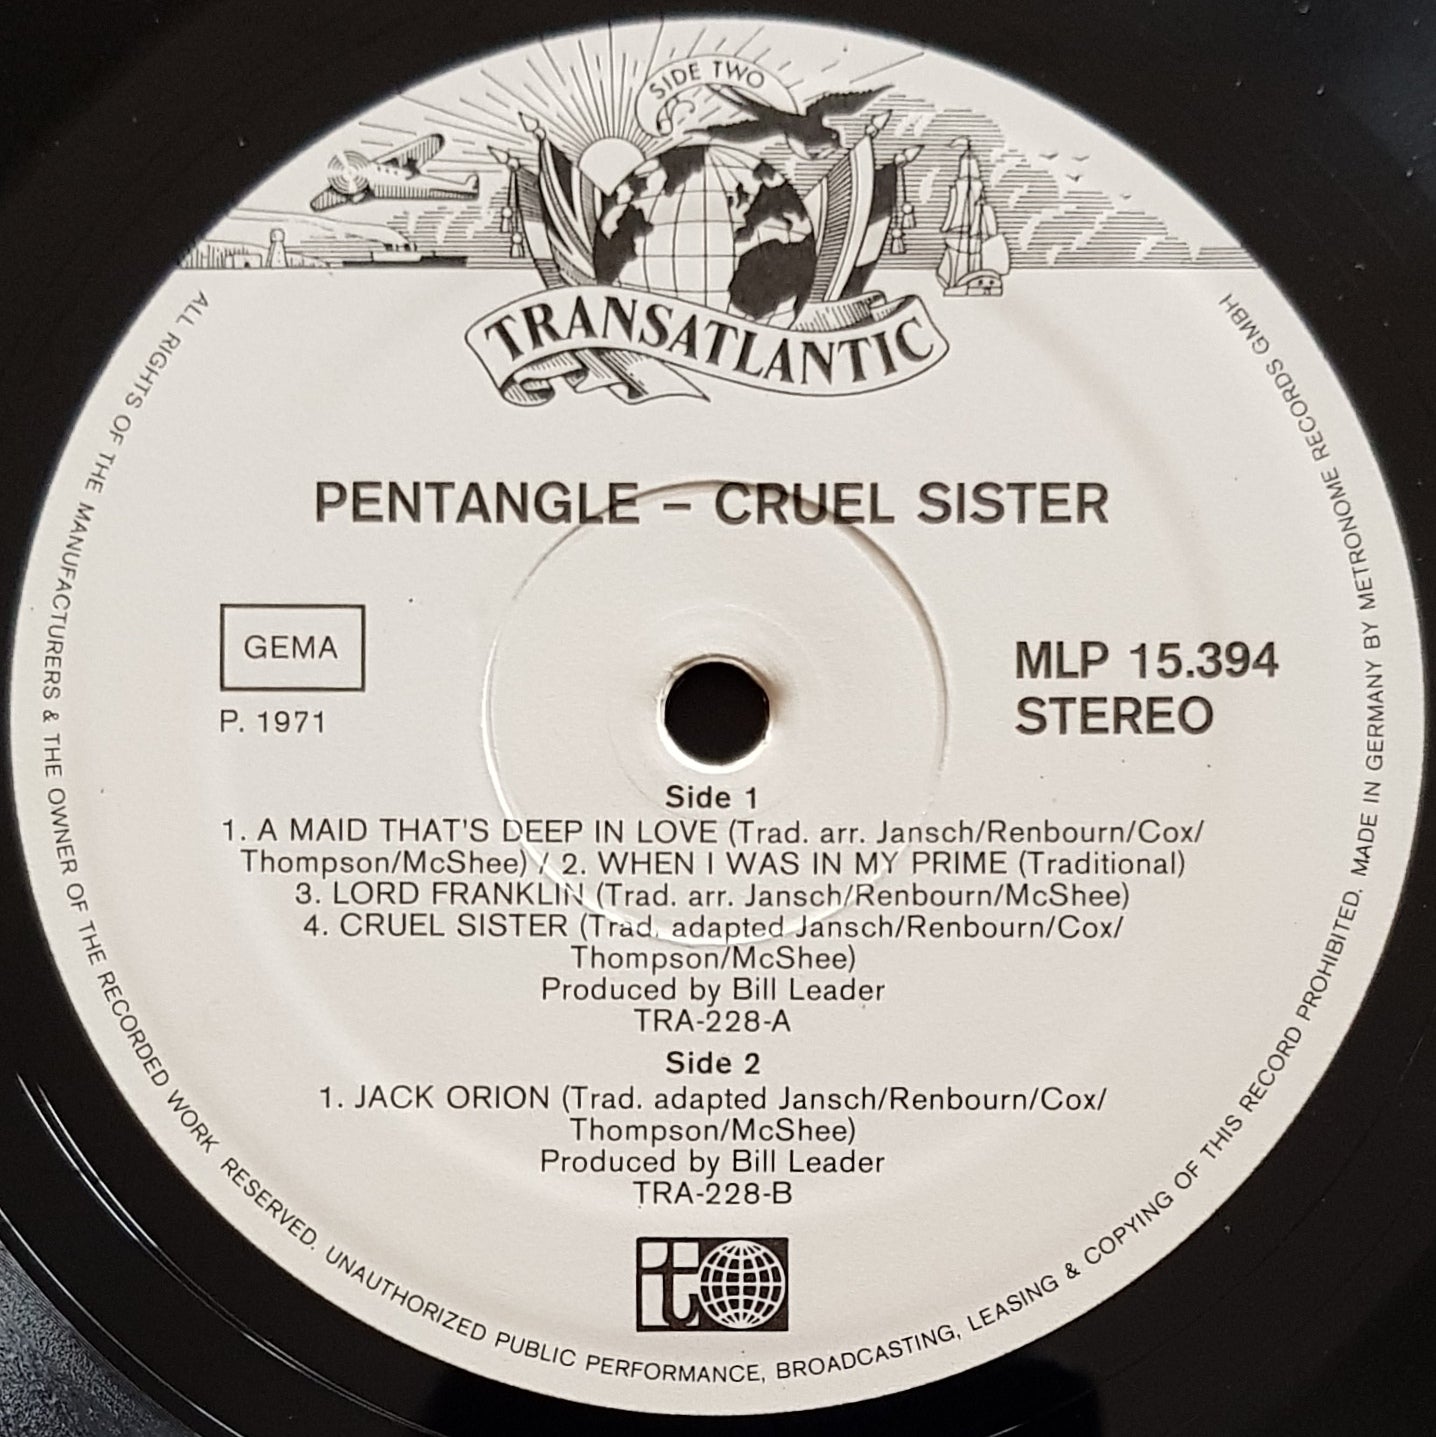 SIDE TWO
TRANSATLANTIC
PENTANGLE – CRUEL SISTER
GEMA
P. 1971
MLP 15.394
STEREO
Side 1
1. A MAID THAT'S DEEP IN LOVE (Trad. arr. Jansch/Renbourn/Cox/
Thompson/McShee) / 2. WHEN I WAS IN MY PRIME (Traditional)
3. LORD FRANKLIN (Trad. arr. Jansch/Renbourn/McShee)
4. CRUEL SISTER (Trad. adapted Jansch/Renbourn/Cox/
Thompson/McShee)
Produced by Bill Leader
TRA-228-A
Side 2
1. JACK ORION (Trad. adapted Jansch/Renbourn/Cox/
Thompson/McShee)
Produced by Bill Leader
TRA-228-B
t
ALL RIGHTS OF THE MANUFACTURERS & THE OWNER OF THE RECORDED WORK RESERVED. UNAUTHORIZED PUBLIC PERFORMANCE, BROADCASTING, LEASING & COPYING OF THIS RECORD PROHIBITED. MADE IN GERMANY BY METRONOME RECORDS GMBH